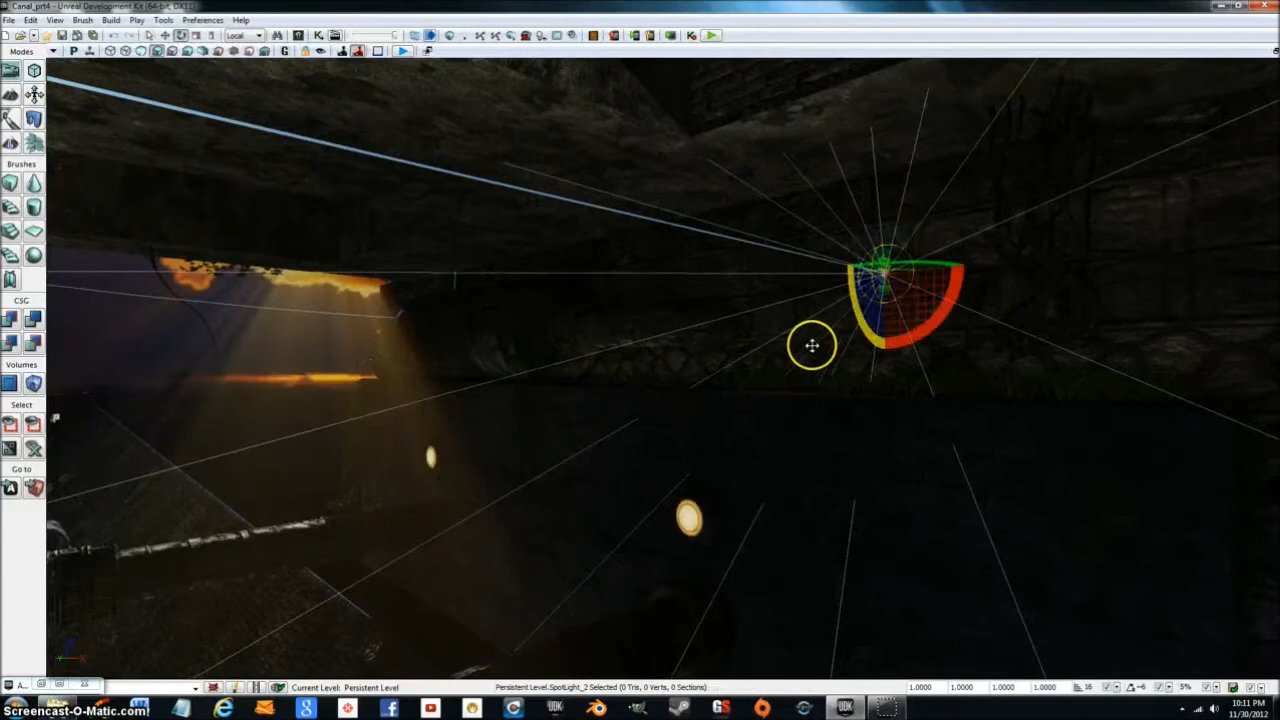 Canal_prt4 - Unreal Development Kit (64-bit, DX11)
File Edit View Brush Build Play Tools Preferences Help
Local
Modes
P
G
Brushes
CSG
Volumes
Select
Go to
A...
Current Level: Persistent Level
Persistent Level.SpotLight_2 Selected (0 Tris, 0 Verts, 0 Sections)
1.0000 1.0000 1.0000 1.0000
16
6
5%
Screencast-O-Matic.com
10:11 PM
11/30/2012